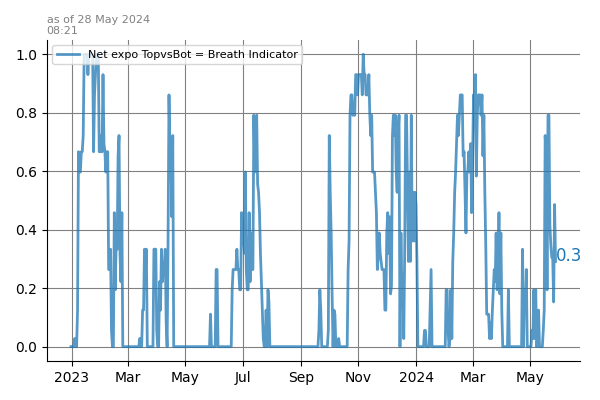 as of 28 May 2024
08:21
Net expo TopvsBot = Breath Indicator
1.0
0.8
0.6
0.4
0.3
0.2
0.0
2023 Mar May Jul Sep Nov 2024 Mar May